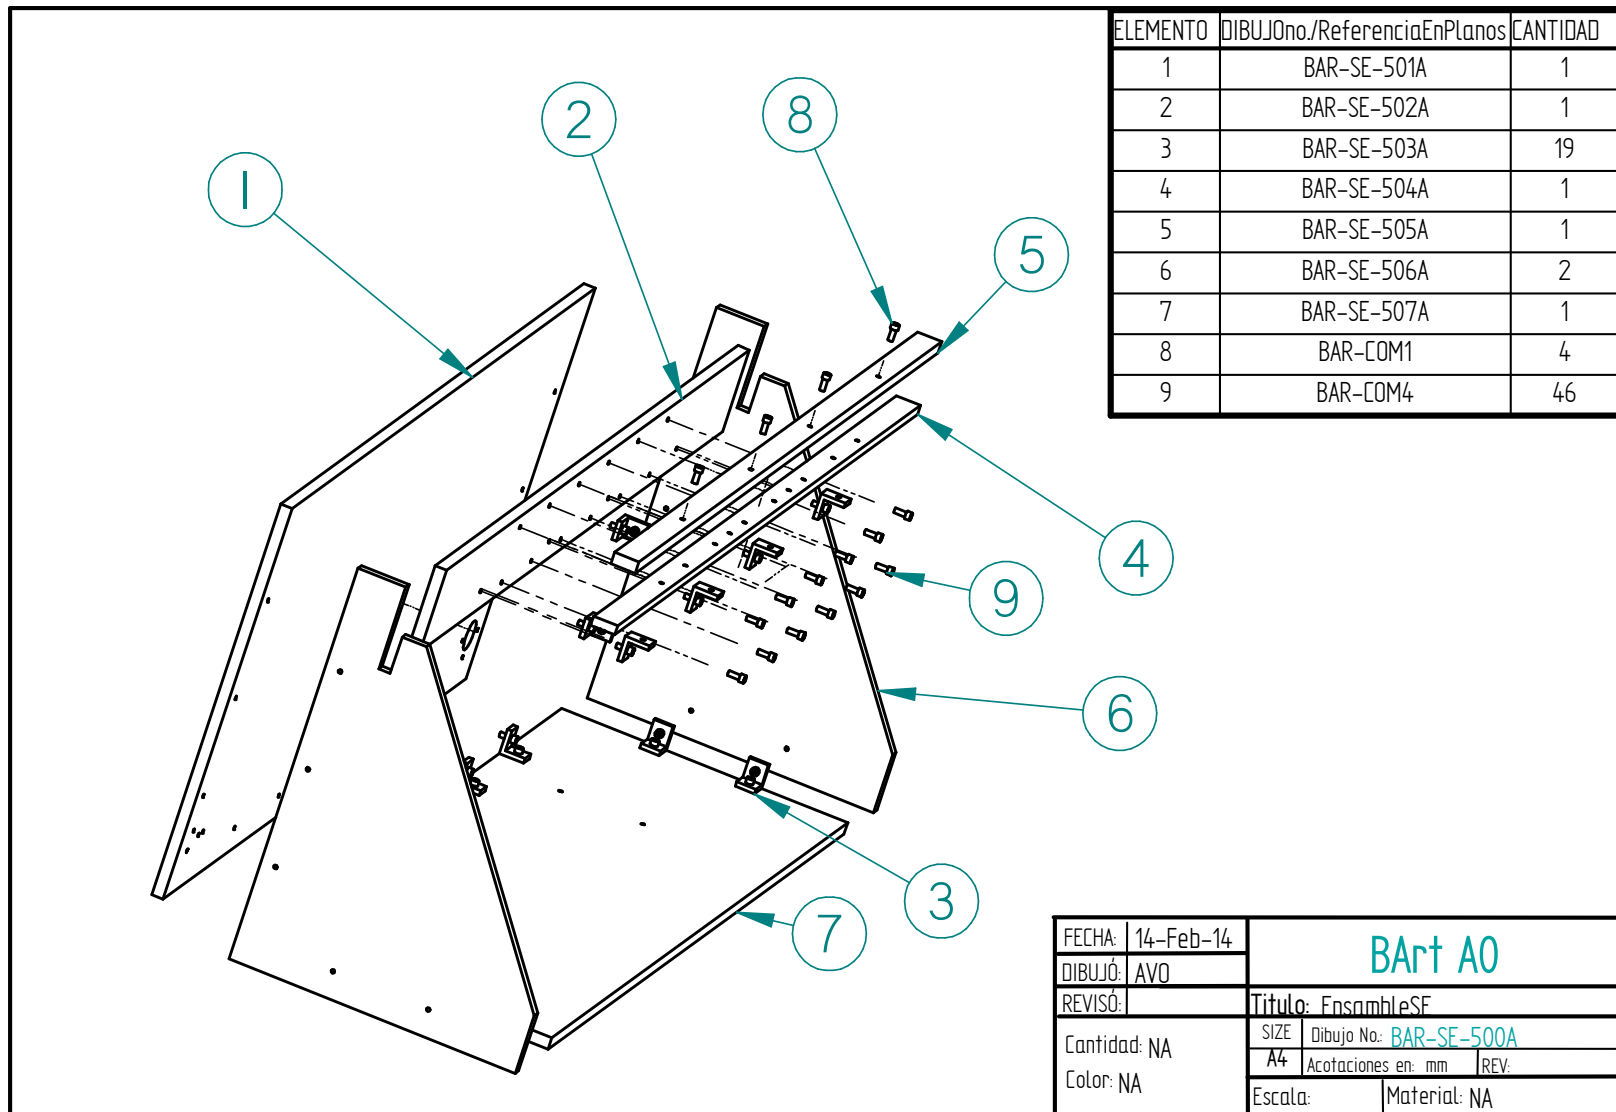 ELEMENTO DIBUJOno./ReferenciaEnPlanos CANTIDAD
1 BAR-SE-501A 1
2 BAR-SE-502A 1
3 BAR-SE-503A 19
4 BAR-SE-504A 1
5 BAR-SE-505A 1
6 BAR-SE-506A 2
7 BAR-SE-507A 1
8 BAR-COM1 4
9 BAR-COM4 46
2
8
1
5
4
9
6
3
7
FECHA: 14-Feb-14
DIBUJÓ: AVO
REVISÓ:
Cantidad: NA
Color: NA
BArt A0
Titulo: EnsambleSE
SIZE
A4
Dibujo No.: BAR-SE-500A
Acotaciones en: mm REV:
Escala: Material: NA